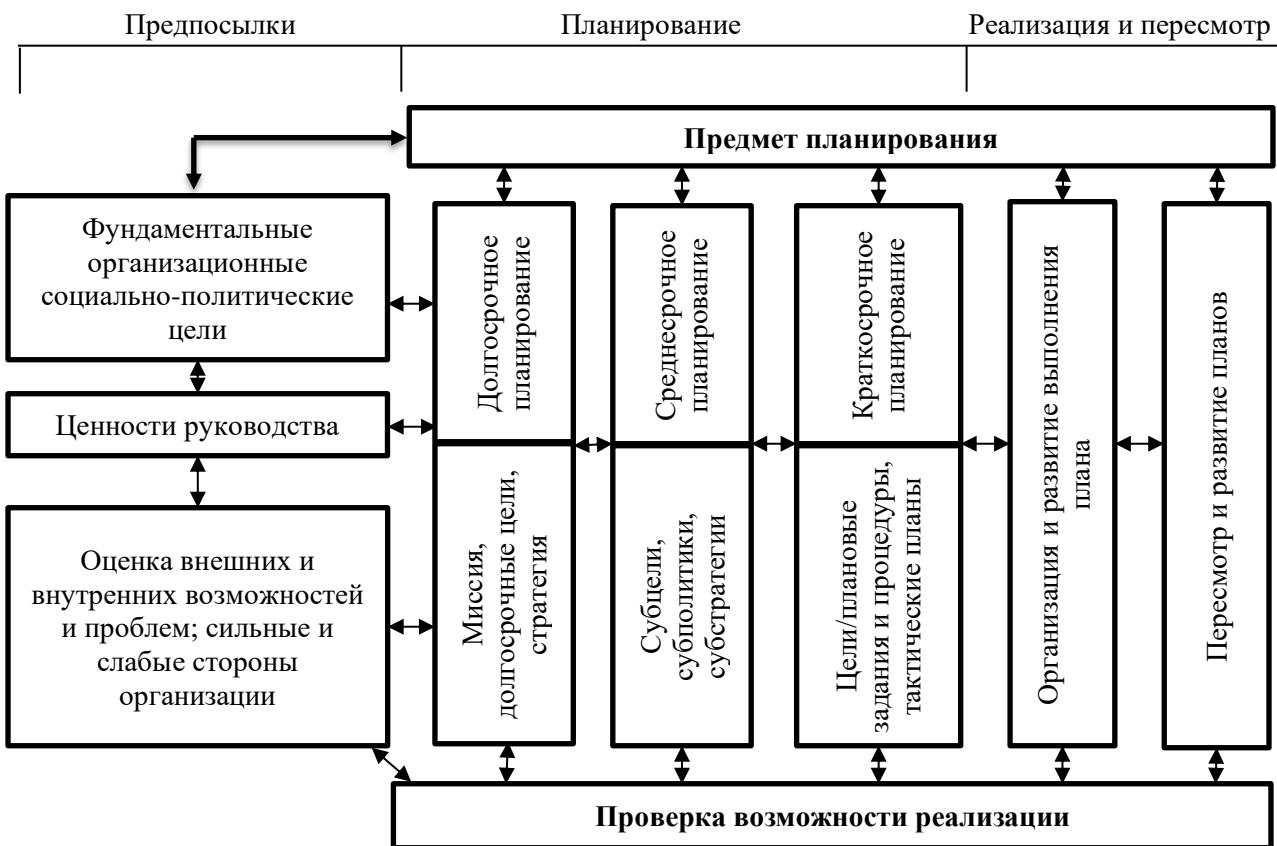 Предпосылки
Планирование
Реализация и пересмотр
Предмет планирования
Фундаментальные
организационные
социально-политические
цели
Ценности руководства
Оценка внешних и
внутренних возможностей
и проблем; сильные и
слабые стороны
организации
Долгосрочное
планирование
Миссия,
долгосрочные цели,
стратегия
Среднесрочное
планирование
Субцели,
субполитики,
субстратегии
Краткосрочное
планирование
Цели/плановые
задания и процедуры,
тактические планы
Организация и развитие выполнения
плана
Пересмотр и развитие планов
Проверка возможности реализации